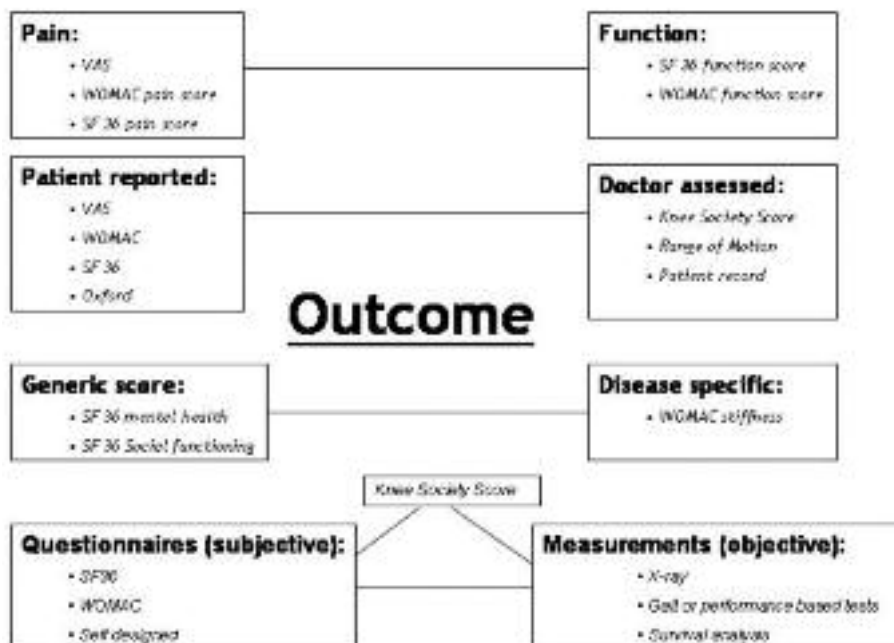 Pain:
• VAS
• WOMAC pain score
• SF 36 pain score
Function:
• SF 36 function score
• WOMAC function score
Patient reported:
• VAS
• WOMAC
• SF 36
• Oxford
Doctor assessed:
• Knee Society Score
• Range of Motion
• Patient record
Outcome
Generic score:
• SF 36 mental health
• SF 36 Social functioning
Disease specific:
• WOMAC stiffness
Knee Society Score
Questionnaires (subjective):
• SF36
• WOMAC
• Self designed
Measurements (objective):
• X-ray
• Gait or performance based tests
• Survival analysis